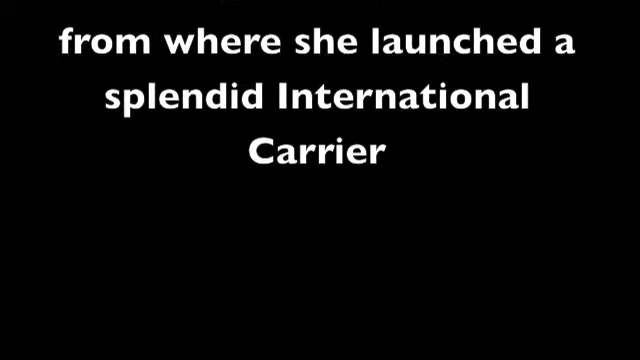 from where she launched a
splendid International
Carrier